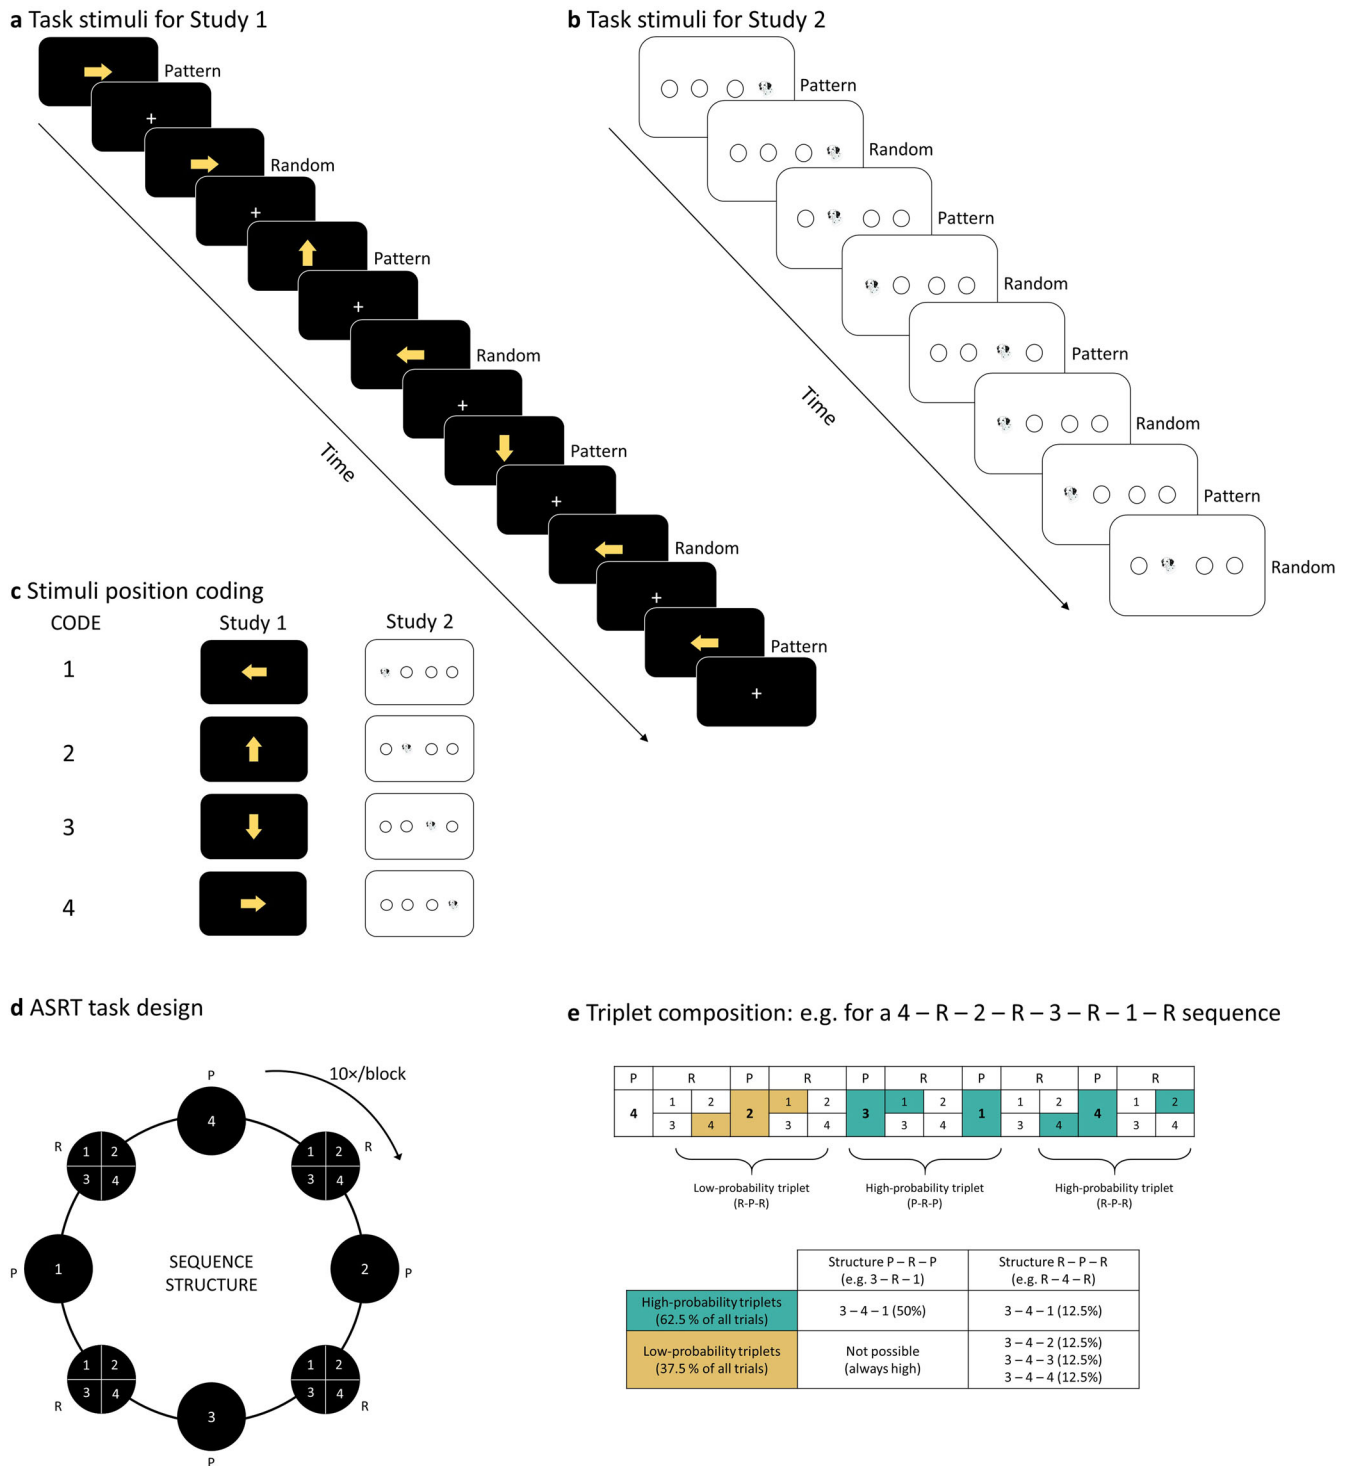 a Task stimuli for Study 1
Pattern
+
Random
+
Pattern
+
Random
+
Pattern
+
Random
+
Pattern
+
Time
b Task stimuli for Study 2
Pattern
Random
Pattern
Random
Pattern
Random
Pattern
Random
Time
c Stimuli position coding
CODE Study 1 Study 2
1
2
3
4
d ASRT task design
10×/block
P
4
R 1 2 3 4
R 1 2 3 4
P 1
SEQUENCE
STRUCTURE
2 P
R 1 2 3 4
R 1 2 3 4
3
P
e Triplet composition: e.g. for a 4 – R – 2 – R – 3 – R – 1 – R sequence
P R P R P R P R P R
4 1 2 2 1 2 3 1 2 1 1 2 4 1 2
3 4 3 4 3 4 3 4 3 4
Low-probability triplet High-probability triplet High-probability triplet
(R-P-R) (P-R-P) (R-P-R)
Structure P – R – P Structure R – P – R
(e.g. 3 – R – 1) (e.g. R – 4 – R)
High-probability triplets
(62.5 % of all trials)
3 – 4 – 1 (50%) 3 – 4 – 1 (12.5%)
Low-probability triplets
(37.5 % of all trials)
Not possible
(always high)
3 – 4 – 2 (12.5%)
3 – 4 – 3 (12.5%)
3 – 4 – 4 (12.5%)